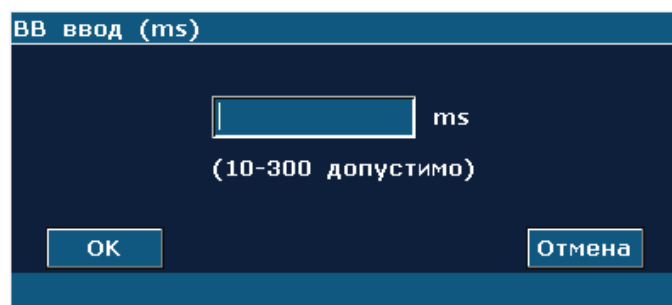 ВВ ввод (ms)
ms
(10-300 допустимо)
OK Отмена